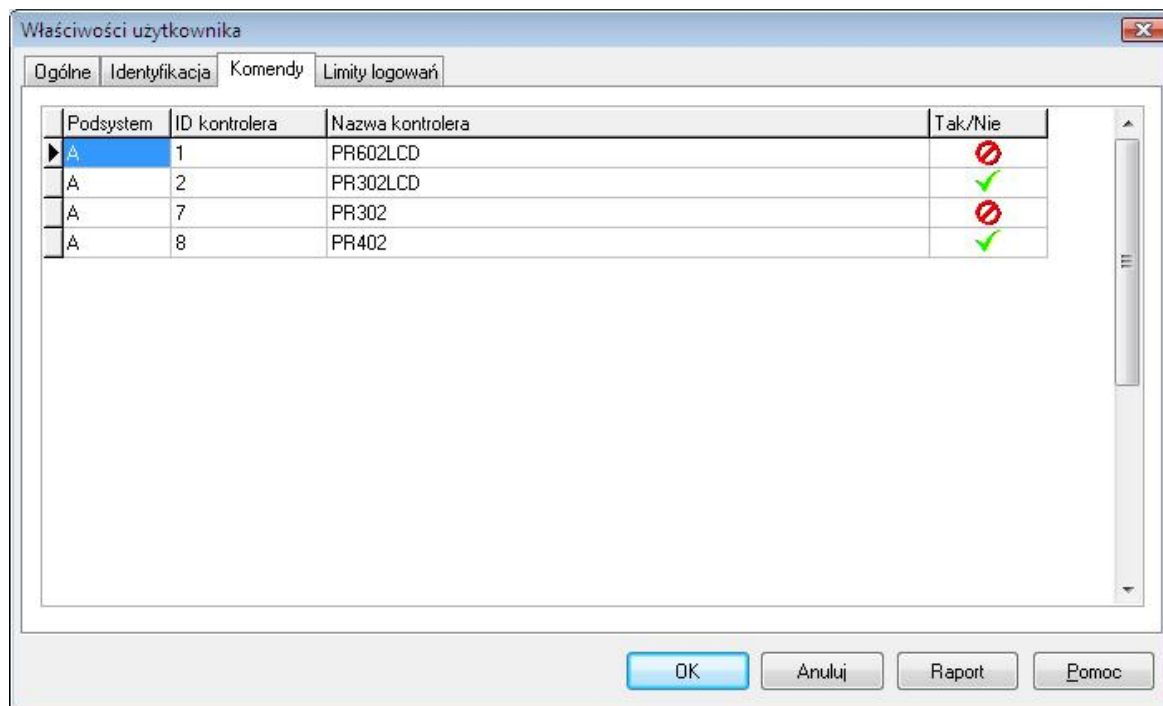 Właściwości użytkownika
Ogólne Identyfikacja Komendy Limity logowań
Podsystem ID kontrolera Nazwa kontrolera Tak/Nie
A 1 PR602LCD
A 2 PR302LCD
A 7 PR302
A 8 PR402
OK Anuluj Raport Pomoc